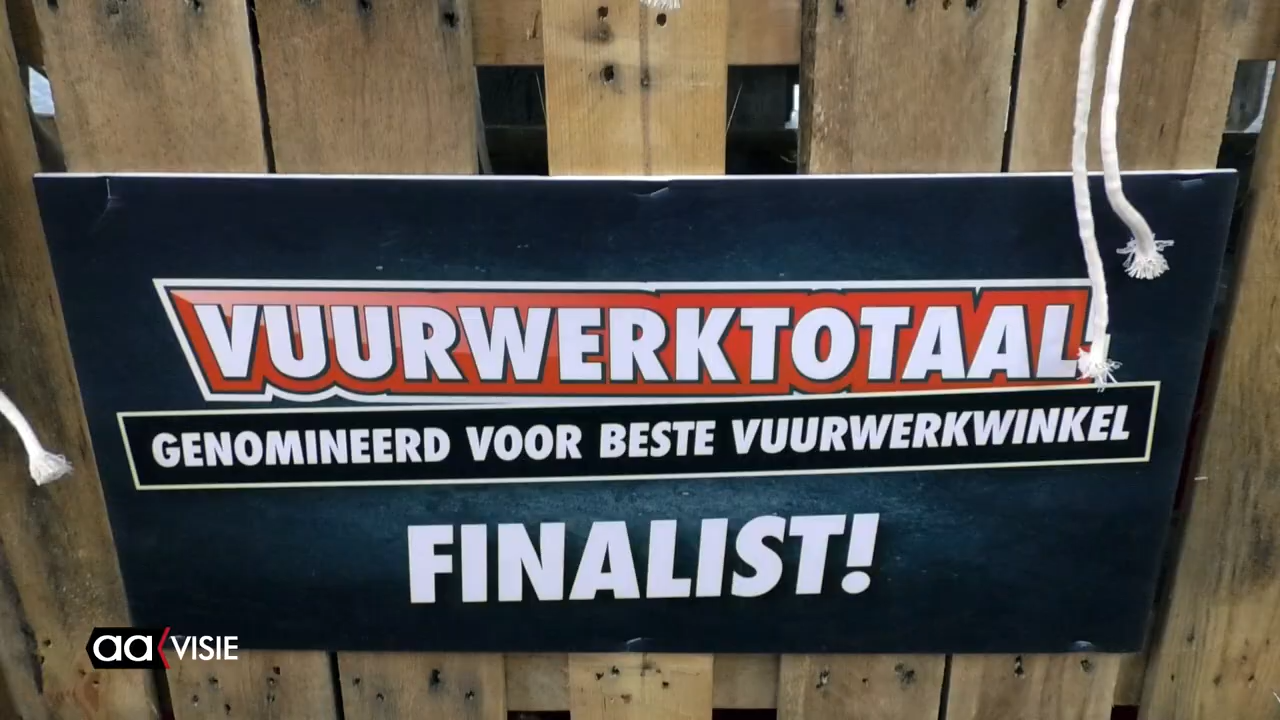 VUURWERKTOTAAL!
GENOMINEERD VOOR BESTE VUURWERKWINKEL
FINALIST!
aa VISIE